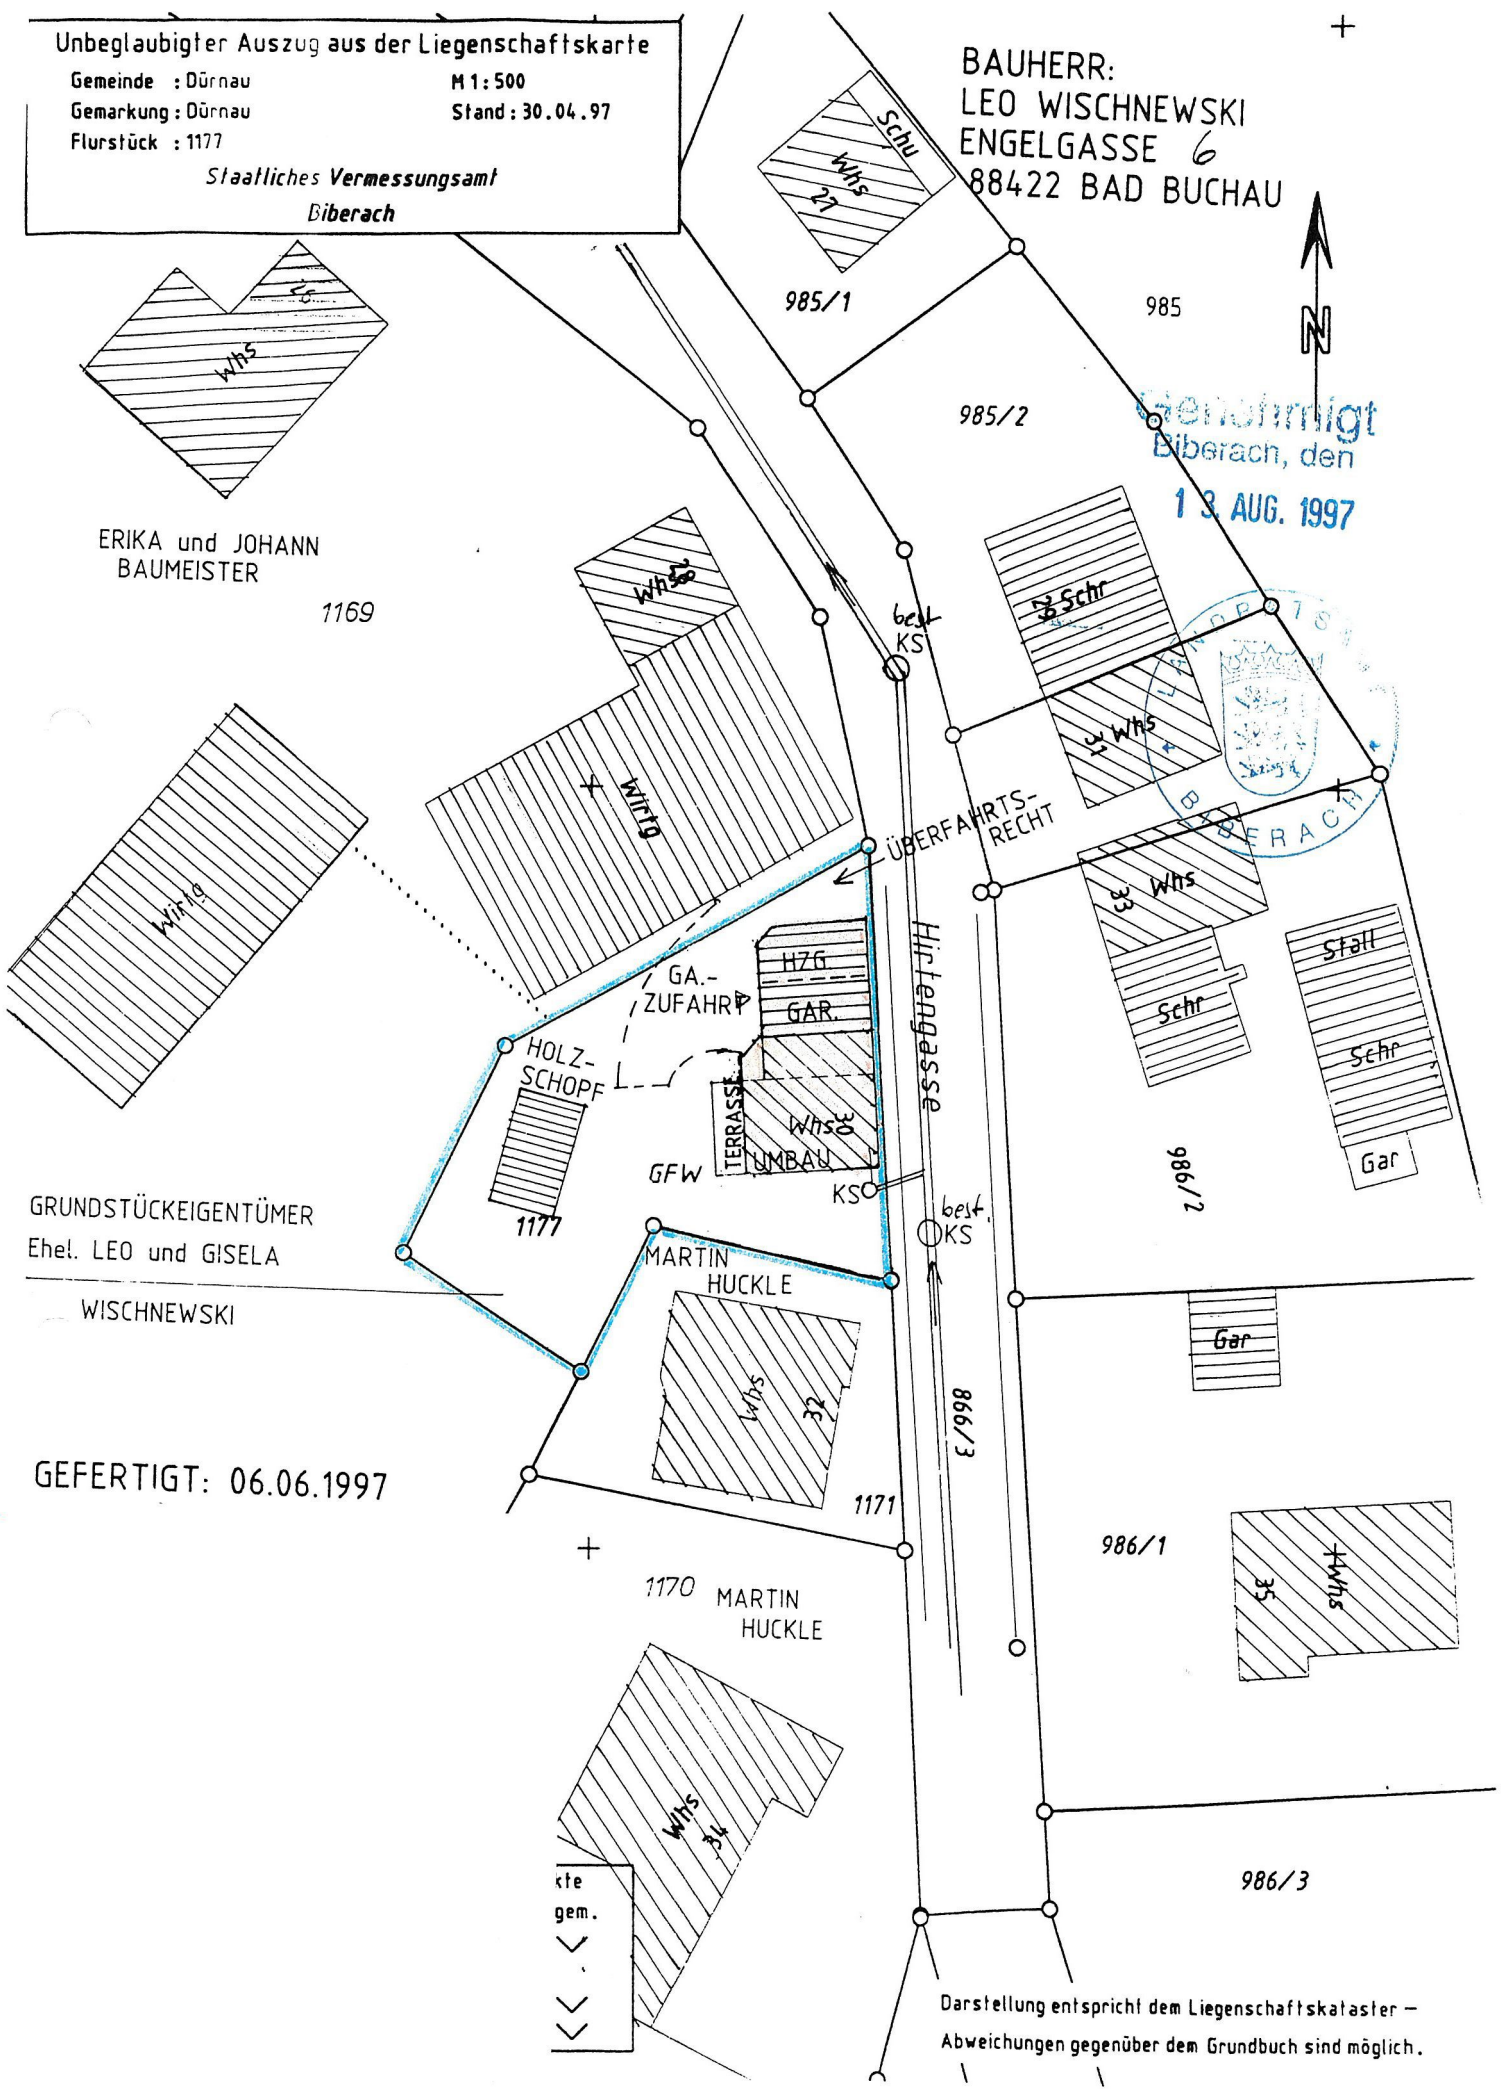 Unbeglaubigter Auszug aus der Liegenschaftskarte
Gemeinde : Dürnau M 1:500
Gemarkung : Dürnau Stand : 30.04.97
Flurstück : 1177
Staatliches Vermessungsamt
Biberach
BAUHERR:
LEO WISCHNEWSKI
ENGELGASSE 6
88422 BAD BUCHAU
N
Schu
Whs
27
985/1
985
985/2
Genehmigt
Biberach, den
13. AUG. 1997
Whs
ERIKA und JOHANN
BAUMEISTER
1169
Whs
28
29 Schr
best
KS
31 Whs
BIBERACH
Wirtg
Wirtg
ÜBERFAHRTS-
RECHT
33 Whs
Schr
Stall
Schr
Gar
HZG
GA.-
ZUFAHRT
GAR.
Hirtengasse
HOLZ-
SCHOPF
TERRASSE
Whs 30
UMBAU
GFW
KS
best.
KS
1177
986/2
GRUNDSTÜCKEIGENTÜMER
Ehel. LEO und GISELA
WISCHNEWSKI
MARTIN
HUCKLE
Whs
32
Gar
866/3
GEFERTIGT: 06.06.1997
1171
986/1
Whs
35
1170 MARTIN
HUCKLE
Whs
34
kte
gem.
986/3
Darstellung entspricht dem Liegenschaftskataster –
Abweichungen gegenüber dem Grundbuch sind möglich.